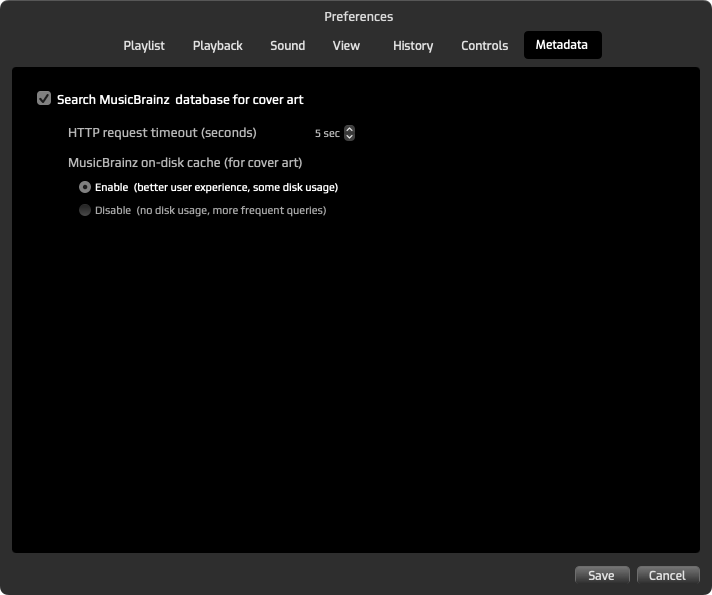 Preferences
Playlist Playback Sound View History Controls Metadata
Search MusicBrainz database for cover art
HTTP request timeout (seconds) 5 sec
MusicBrainz on-disk cache (for cover art)
Enable (better user experience, some disk usage)
Disable (no disk usage, more frequent queries)
Save Cancel